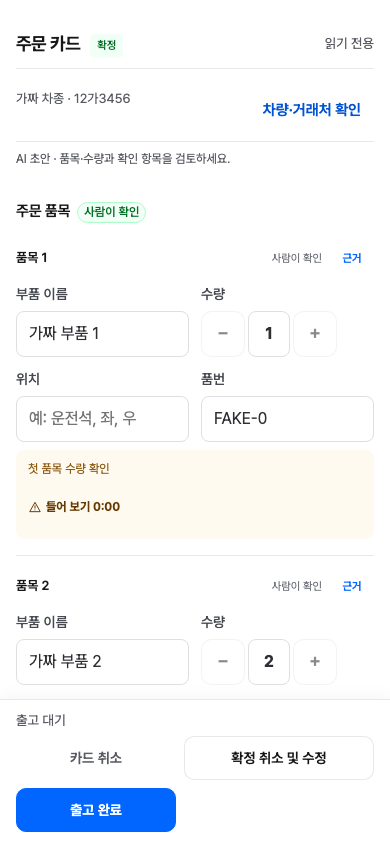 주문 카드 확정 읽기 전용
가짜 차종 · 12가3456 차량·거래처 확인
AI 초안 · 품목·수량과 확인 항목을 검토하세요.
주문 품목 사람이 확인
품목 1 사람이 확인 근거
부품 이름 수량
가짜 부품 1 − 1 +
위치 품번
예: 운전석, 좌, 우 FAKE-0
첫 품목 수량 확인
⚠ 들어 보기 0:00
품목 2 사람이 확인 근거
부품 이름 수량
가짜 부품 2 − 2 +
출고 대기
카드 취소 확정 취소 및 수정
출고 완료